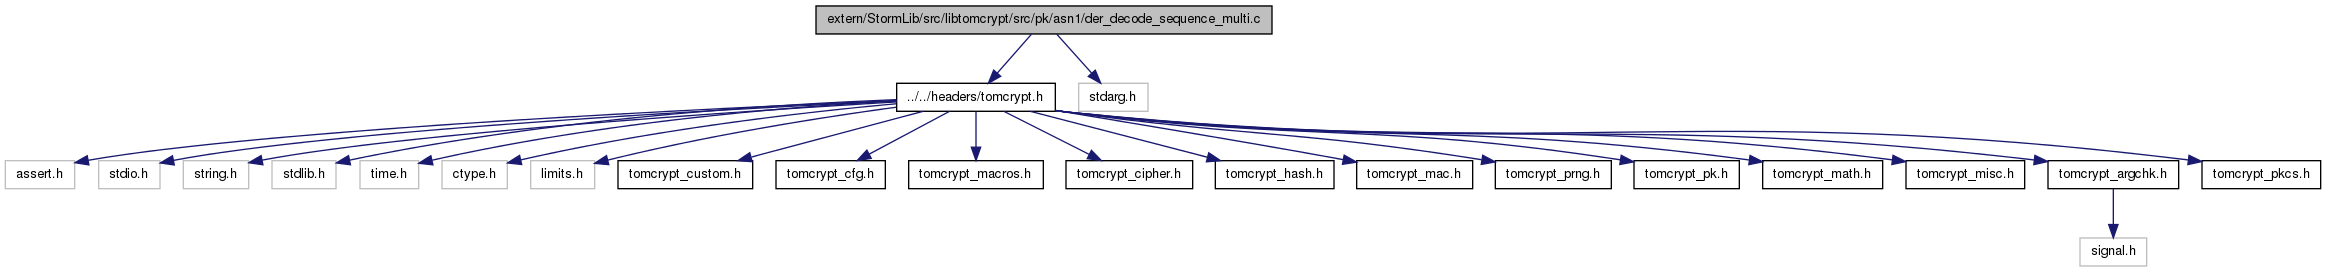 extern/StormLib/src/libtomcrypt/src/pk/asn1/der_decode_sequence_multi.c
../../headers/tomcrypt.h
stdarg.h
assert.h
stdio.h
string.h
stdlib.h
time.h
ctype.h
limits.h
tomcrypt_custom.h
tomcrypt_cfg.h
tomcrypt_macros.h
tomcrypt_cipher.h
tomcrypt_hash.h
tomcrypt_mac.h
tomcrypt_prng.h
tomcrypt_pk.h
tomcrypt_math.h
tomcrypt_misc.h
tomcrypt_argchk.h
tomcrypt_pkcs.h
signal.h